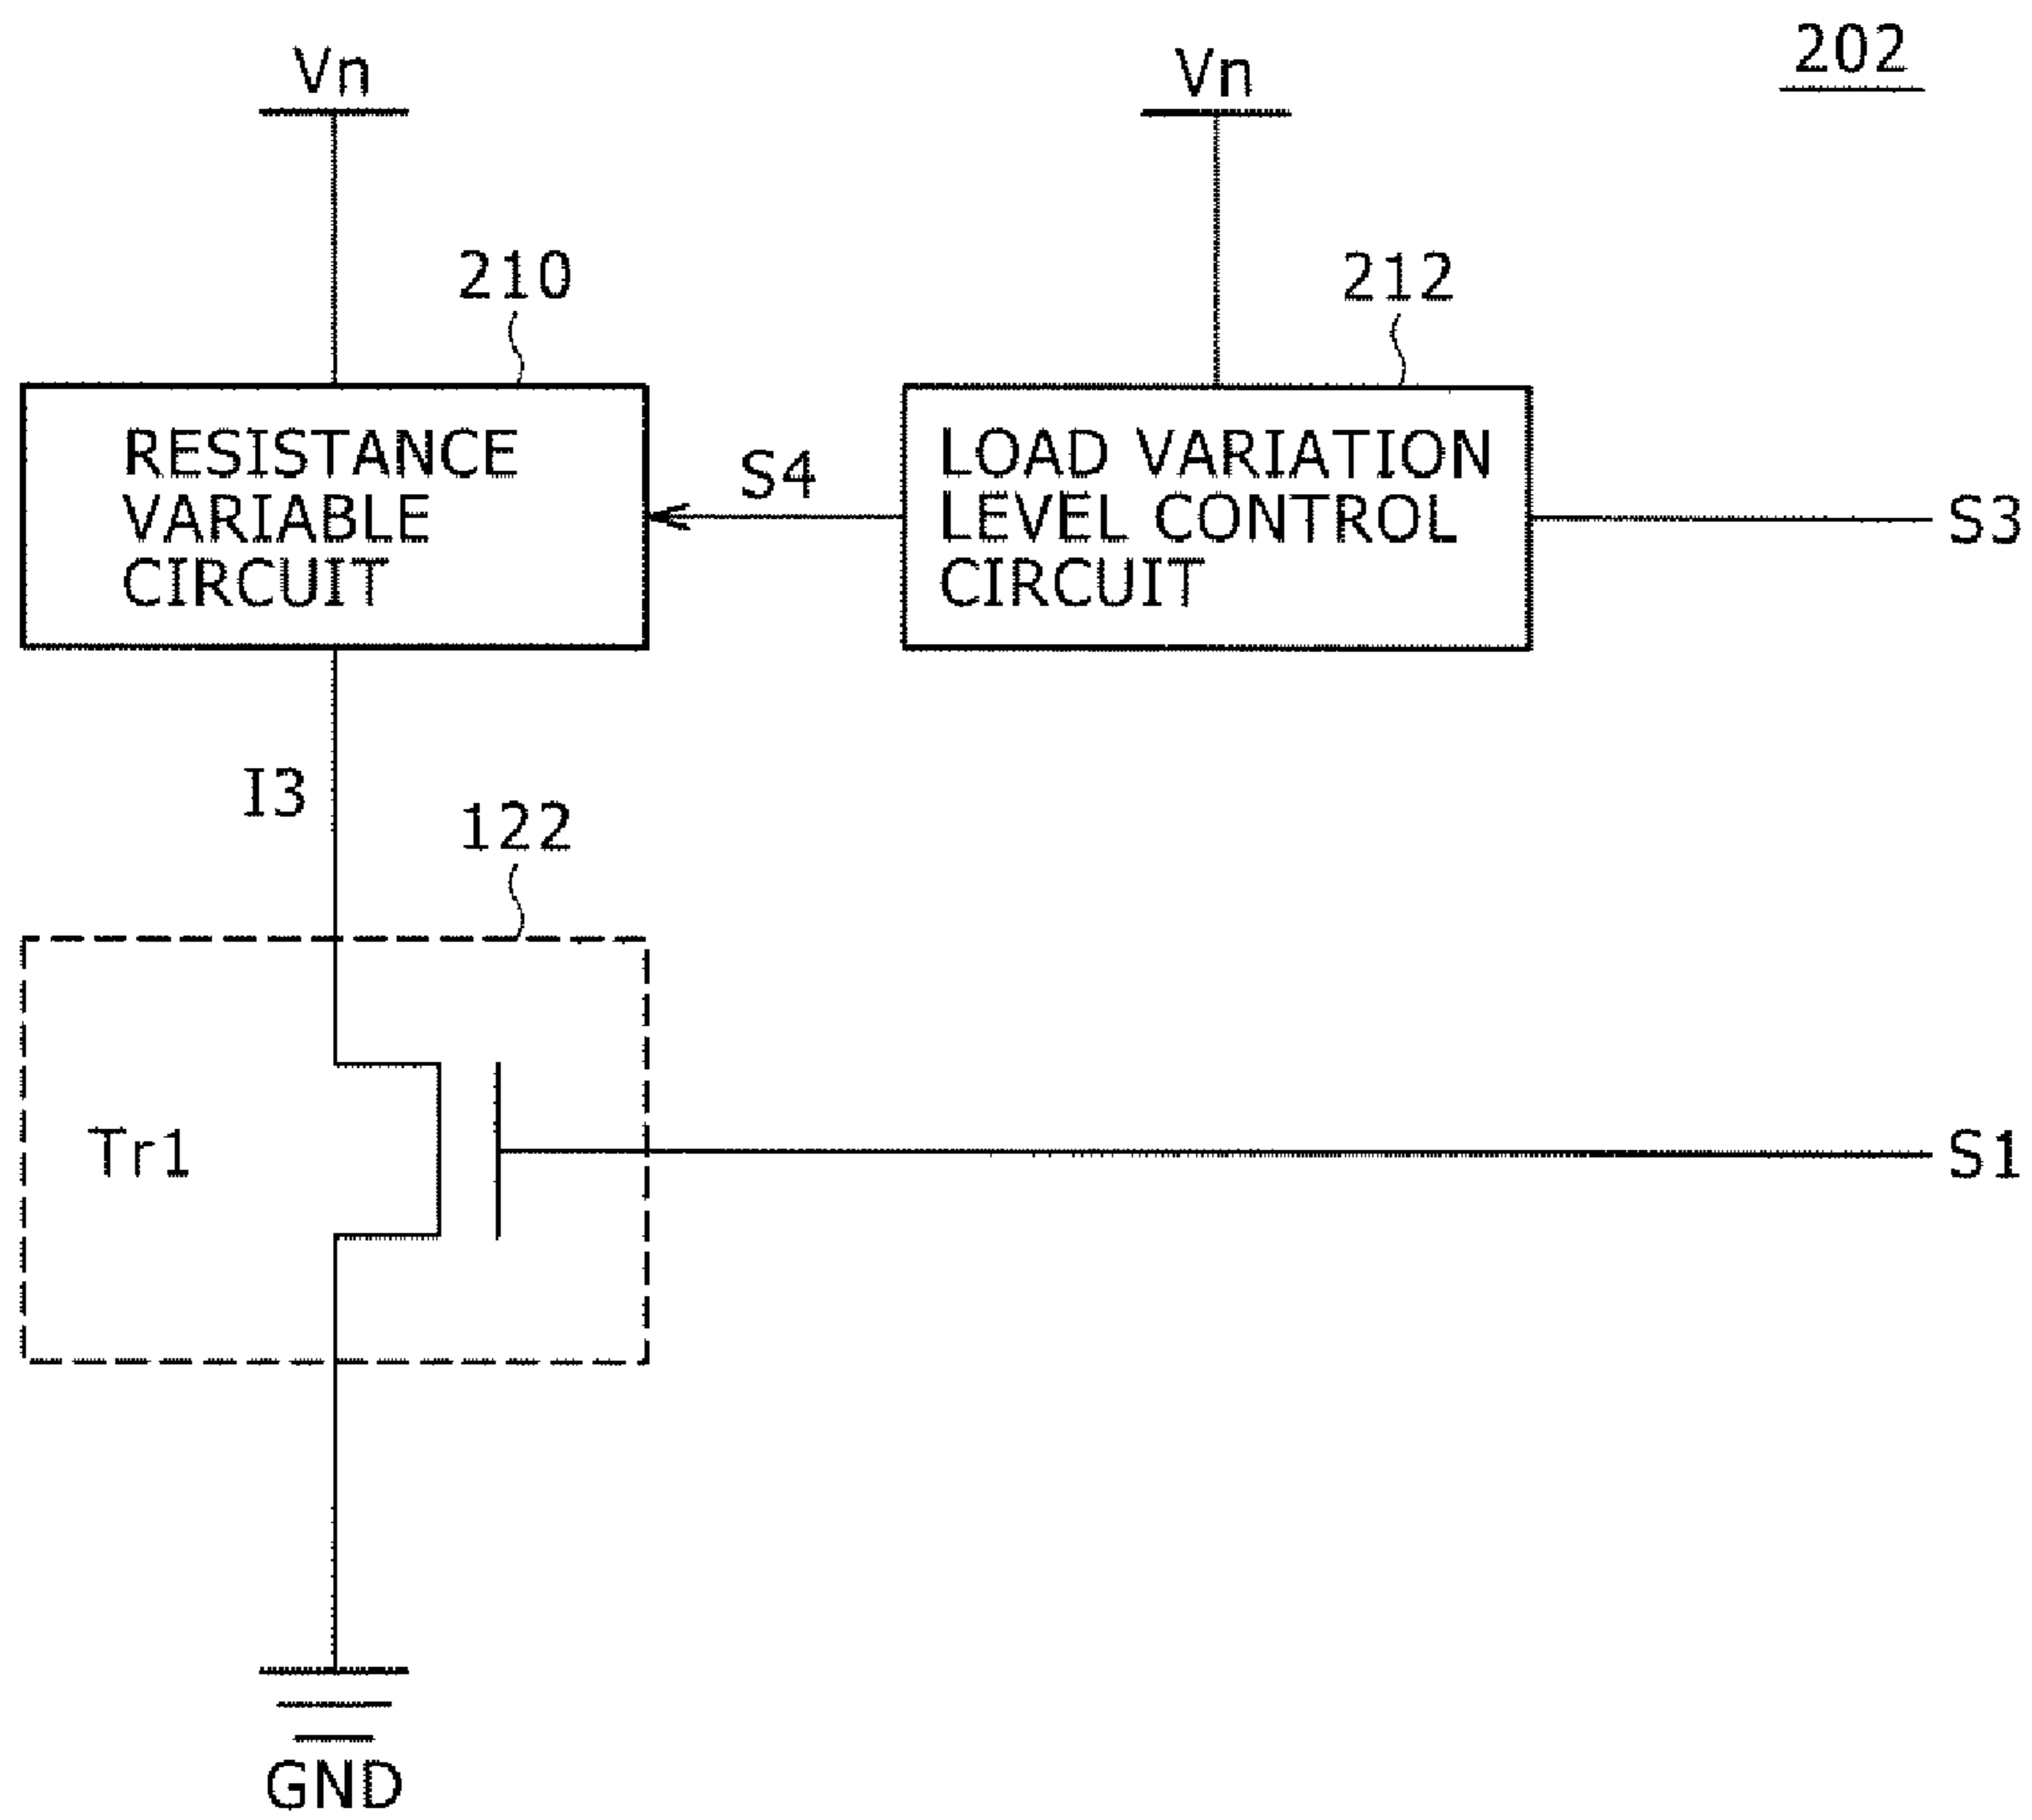 202
Vn
Vn
210
212
RESISTANCE
VARIABLE
CIRCUIT
S4
LOAD VARIATION
LEVEL CONTROL
CIRCUIT
S3
I3
122
Tr1
S1
GND